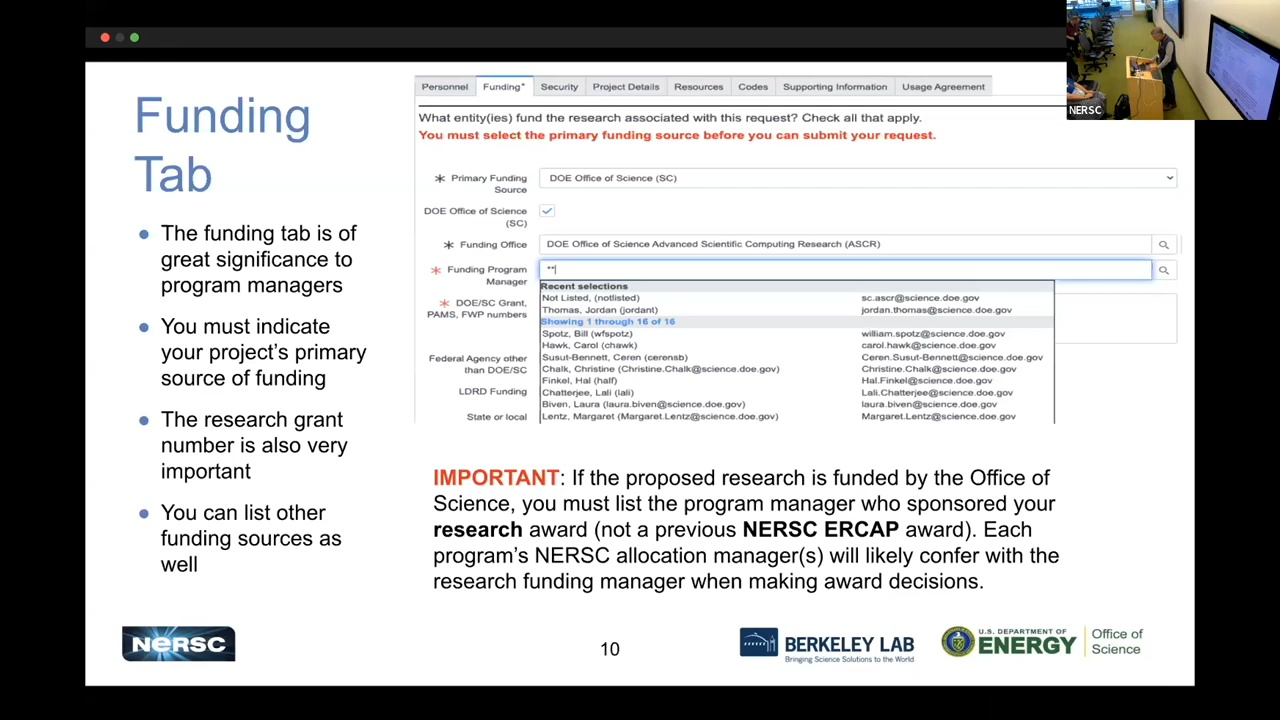 NERSC
Funding
Tab
The funding tab is of
great significance to
program managers
You must indicate
your project's primary
source of funding
The research grant
number is also very
important
You can list other
funding sources as
well
Personnel Funding* Security Project Details Resources Codes Supporting Information Usage Agreement
What entity(ies) fund the research associated with this request? Check all that apply.
You must select the primary funding source before you can submit your request.
Primary Funding Source DOE Office of Science (SC)
DOE Office of Science (SC)
Funding Office DOE Office of Science Advanced Scientific Computing Research (ASCR)
Funding Program Manager **
Recent selections
Not Listed, (notlisted) sc.ascr@science.doe.gov
Thomas, Jordan (jordant) jordan.thomas@science.doe.gov
Showing 1 through 16 of 16
Spotz, Bill (wfspotz) william.spotz@science.doe.gov
Hawk, Carol (chawk) carol.hawk@science.doe.gov
Susut-Bennett, Ceren (cerensb) Ceren.Susut-Bennett@science.doe.gov
Chalk, Christine (Christine.Chalk@science.doe.gov) Christine.Chalk@science.doe.gov
Finkel, Hal (half) Hal.Finkel@science.doe.gov
Chatterjee, Lali (lali) Lali.Chatterjee@science.doe.gov
Biven, Laura (laura.biven@science.doe.gov) laura.biven@science.doe.gov
Lentz, Margaret (Margaret.Lentz@science.doe.gov) Margaret.Lentz@science.doe.gov
DOE/SC Grant,
PAMS, FWP numbers
Federal Agency other
than DOE/SC
LDRD Funding
State or local
IMPORTANT: If the proposed research is funded by the Office of
Science, you must list the program manager who sponsored your
research award (not a previous NERSC ERCAP award). Each
program's NERSC allocation manager(s) will likely confer with the
research funding manager when making award decisions.
NERSC
10
BERKELEY LAB
Bringing Science Solutions to the World
U.S. DEPARTMENT OF
ENERGY
Office of
Science